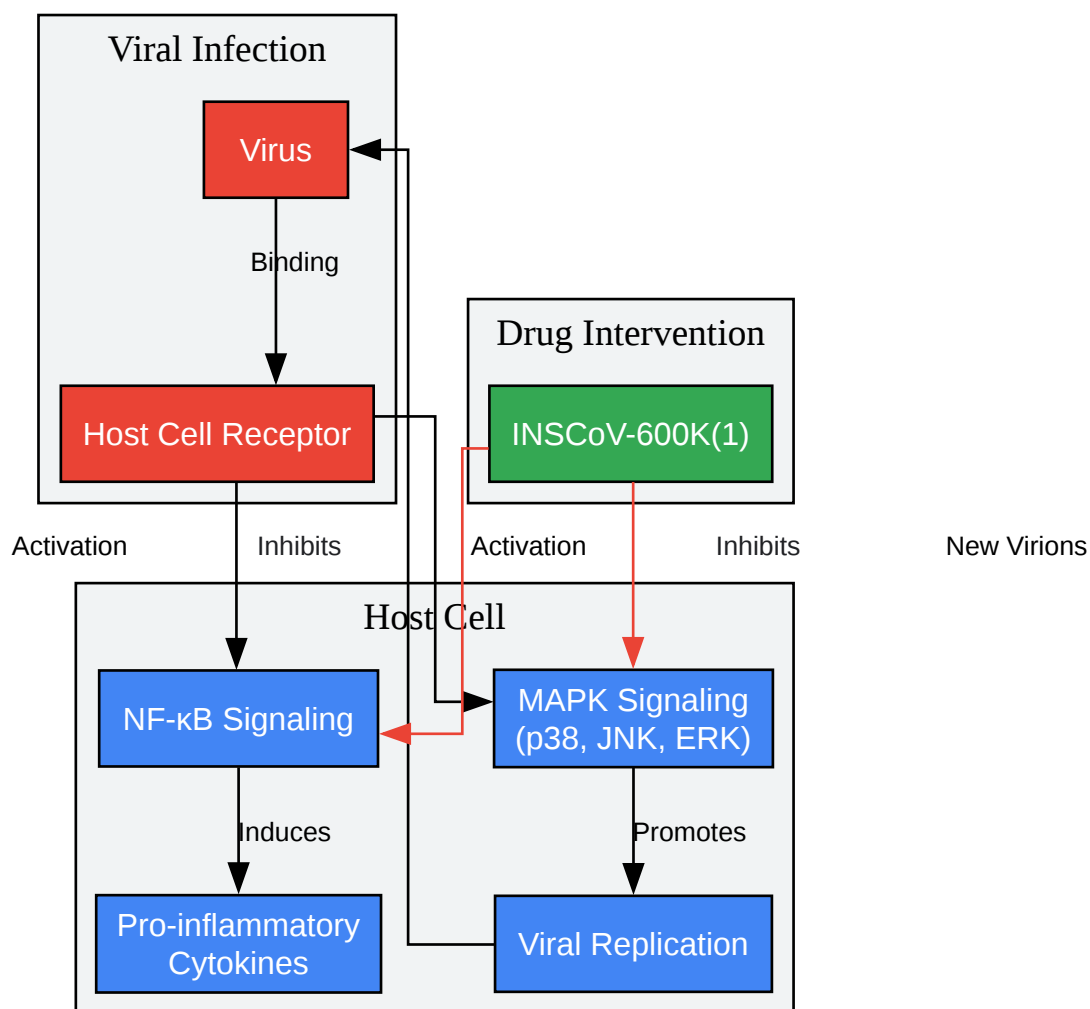 Viral Infection
Virus
Binding
Drug Intervention
Host Cell Receptor
INSCoV-600K(1)
Activation
Inhibits
Activation
Inhibits
New Virions
Host Cell
NF-κB Signaling
MAPK Signaling
(p38, JNK, ERK)
Induces
Promotes
Pro-inflammatory
Cytokines
Viral Replication